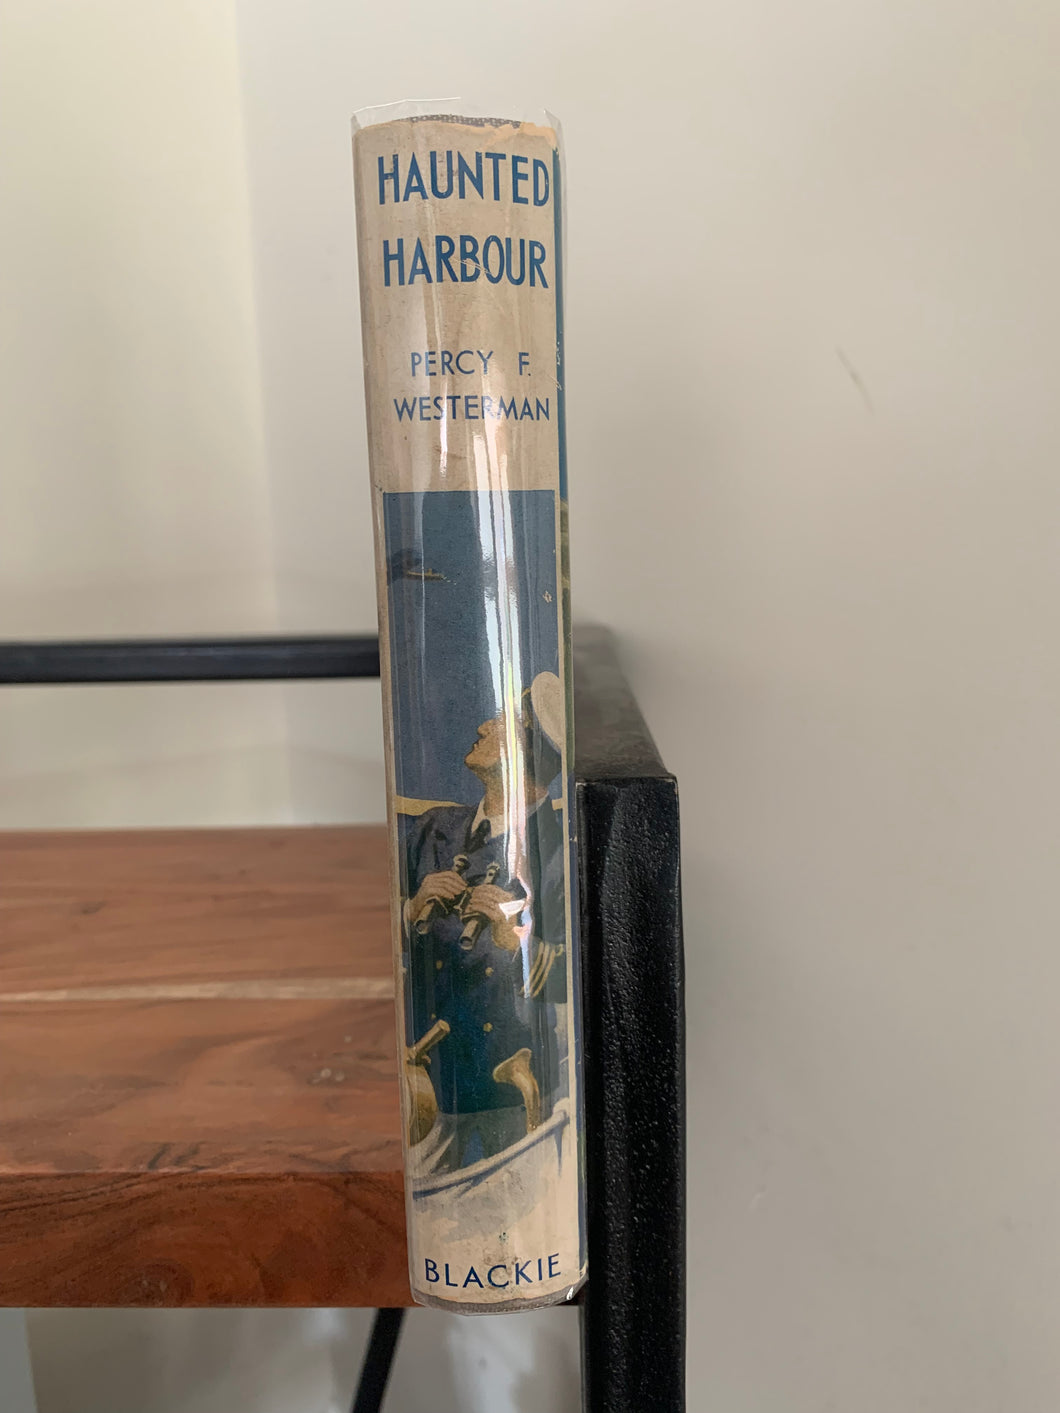 HAUNTED
HARBOUR
PERCY F.
WESTERMAN
BLACKIE